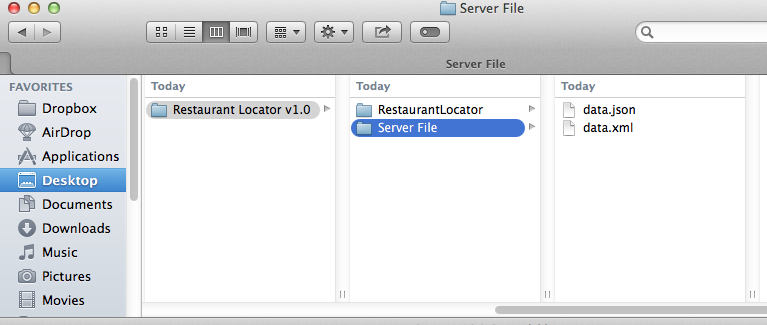 Server File
Server File
FAVORITES
Dropbox
AirDrop
Applications
Desktop
Documents
Downloads
Music
Pictures
Movies
Today
Restaurant Locator v1.0
Today
RestaurantLocator
Server File
Today
data.json
data.xml